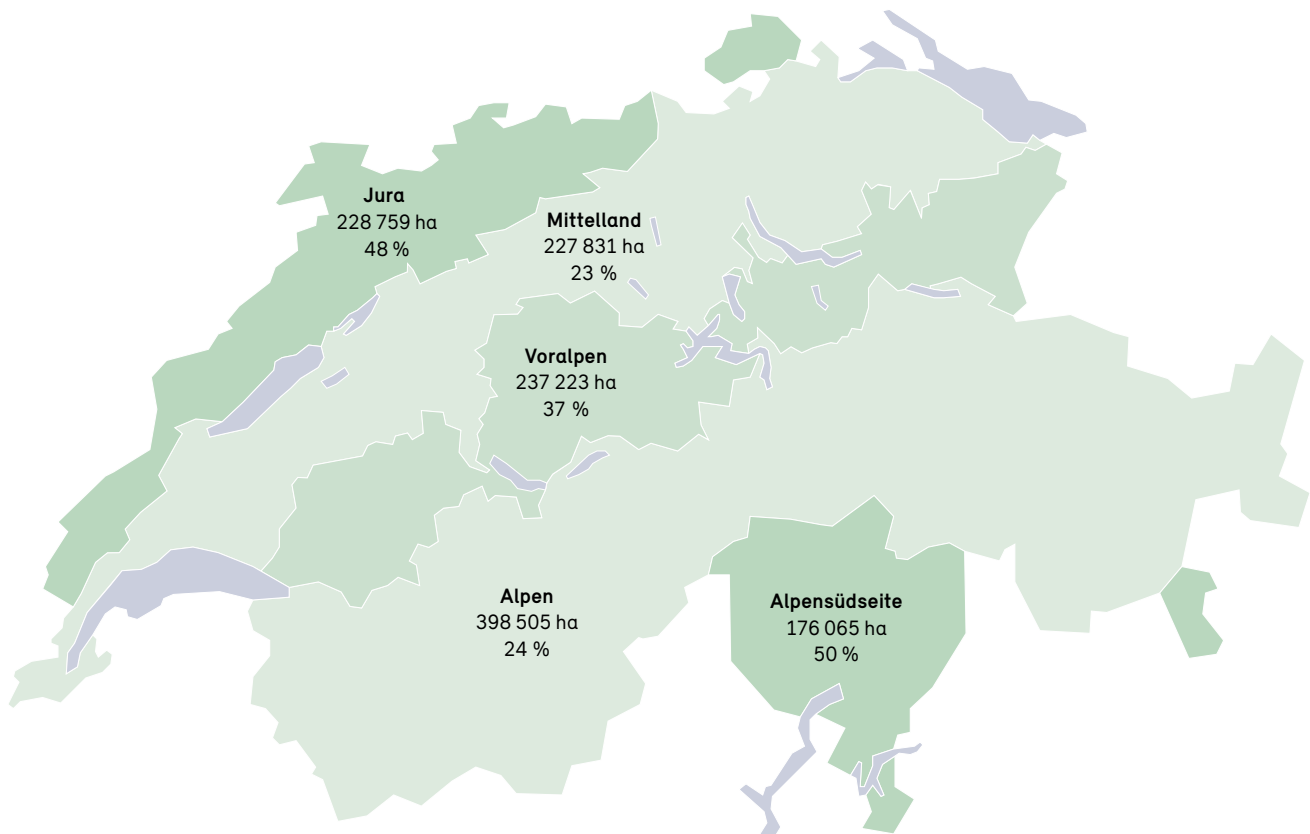 Jura
228 759 ha
48 %
Mittelland
227 831 ha
23 %
Voralpen
237 223 ha
37 %
Alpen
398 505 ha
24 %
Alpensüdseite
176 065 ha
50 %